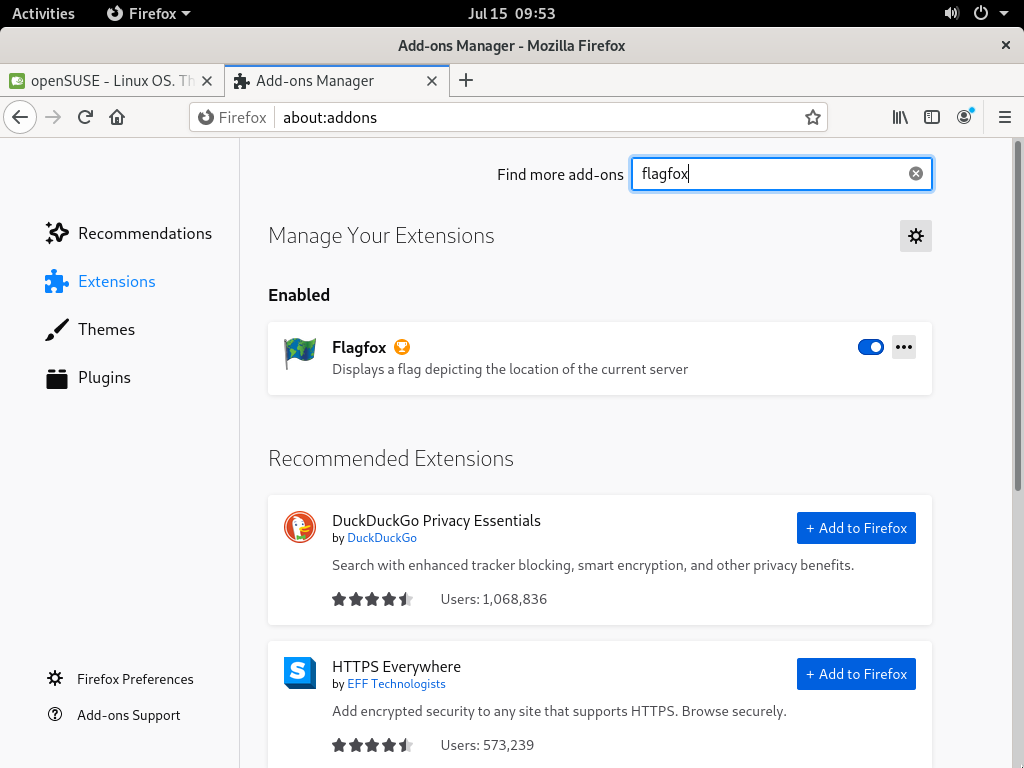 Activities Firefox Jul 15 09:53
Add-ons Manager - Mozilla Firefox
openSUSE - Linux OS. Th Add-ons Manager
Firefox about:addons
Find more add-ons flagfox
Recommendations
Extensions
Themes
Plugins
Firefox Preferences
Add-ons Support
Manage Your Extensions
Enabled
Flagfox
Displays a flag depicting the location of the current server
Recommended Extensions
DuckDuckGo Privacy Essentials
by DuckDuckGo
+ Add to Firefox
Search with enhanced tracker blocking, smart encryption, and other privacy benefits.
Users: 1,068,836
HTTPS Everywhere
by EFF Technologists
+ Add to Firefox
Add encrypted security to any site that supports HTTPS. Browse securely.
Users: 573,239